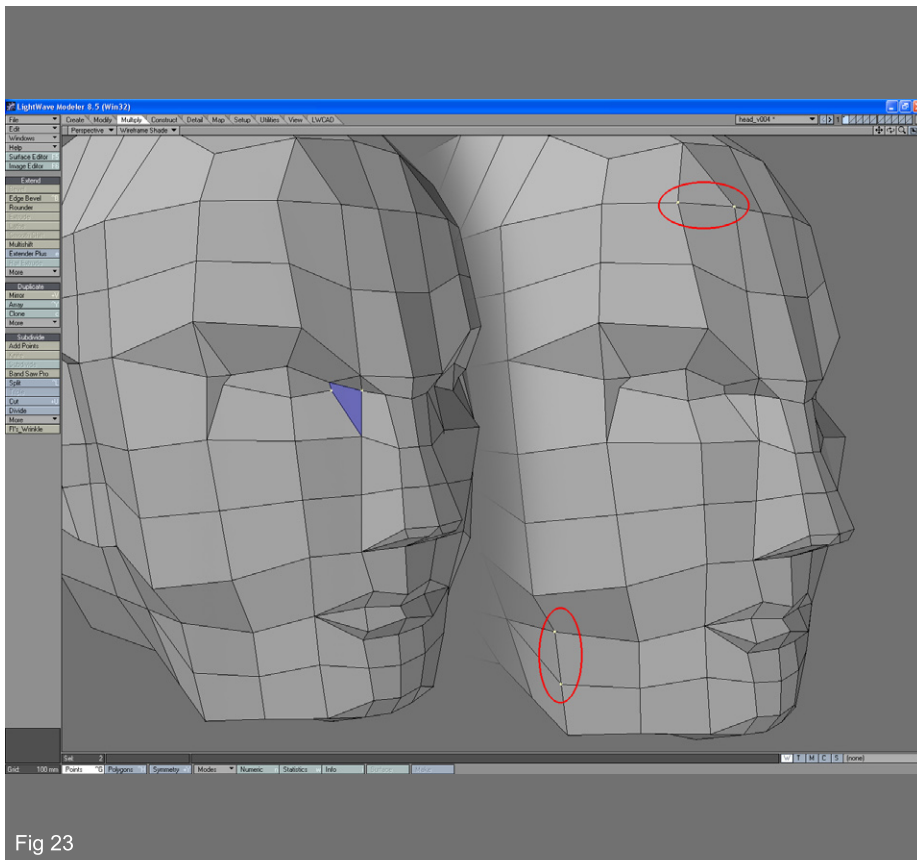 LightWave Modeler 8.5 (Win32)
File
Create Modify Multiply Construct Detail Map Setup Utilities View LWCAD
head_v004 *
1
Edit
Perspective Wireframe Shade
Windows
Help
Surface Editor
Image Editor
Extend
Edge Bevel
Rounder
Multishift
Extender Plus
More
Duplicate
Mirror
Array
Clone
More
Subdivide
Add Points
Band Saw Pro
Split
Cut
Divide
More
FI's_Wrinkle
Sel: 2
W T M C S (none)
Grid: 100 mm
Points ^G Polygons Symmetry Modes Numeric Statistics Info
Fig 23